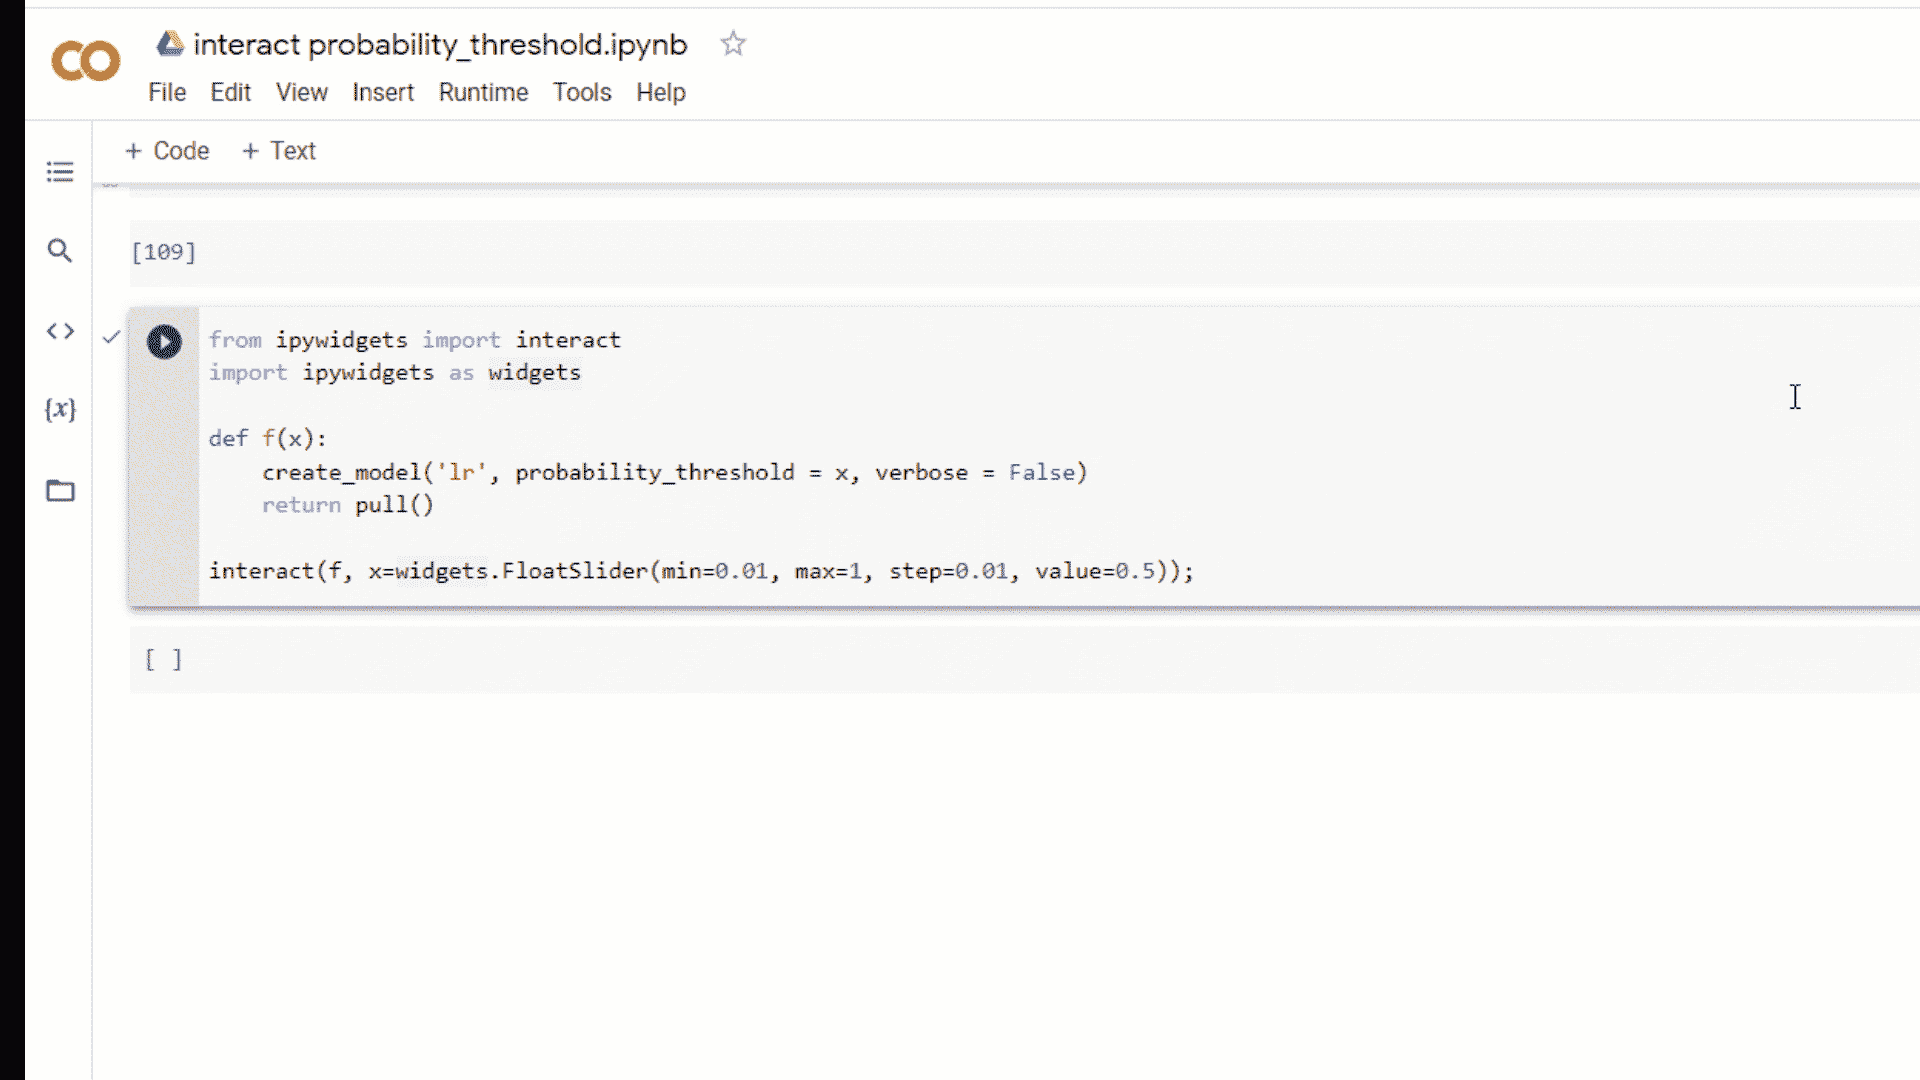 CO
interact probability_threshold.ipynb
File Edit View Insert Runtime Tools Help
+ Code + Text
[109]
from ipywidgets import interact
import ipywidgets as widgets
def f(x):
create_model('lr', probability_threshold = x, verbose = False)
return pull()
interact(f, x=widgets.FloatSlider(min=0.01, max=1, step=0.01, value=0.5));
[ ]
{x}